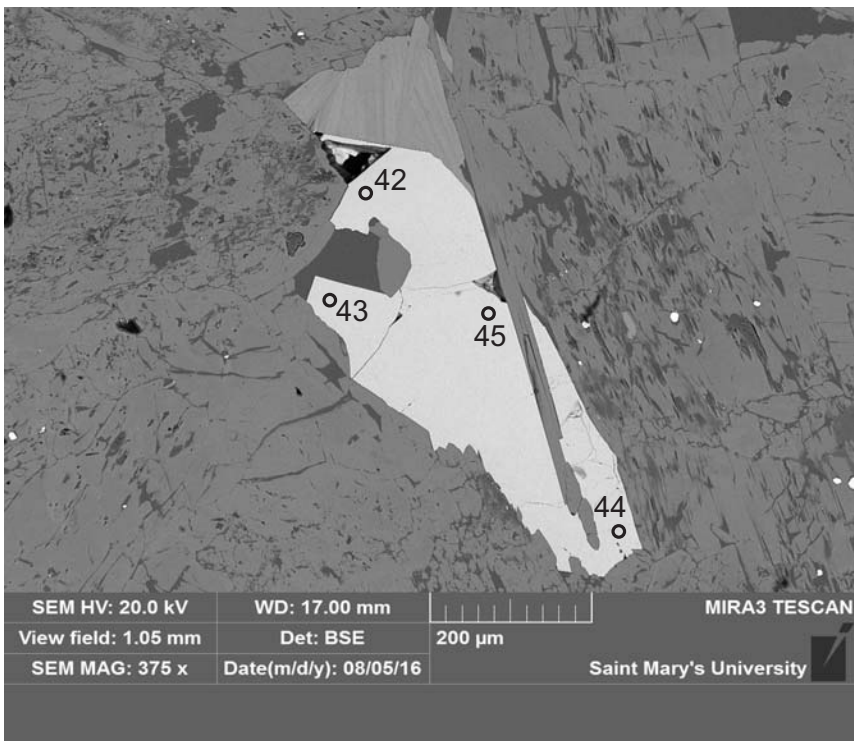 42
43
45
44
SEM HV: 20.0 kV WD: 17.00 mm MIRA3 TESCAN
View field: 1.05 mm Det: BSE 200 µm
SEM MAG: 375 x Date(m/d/y): 08/05/16 Saint Mary's University